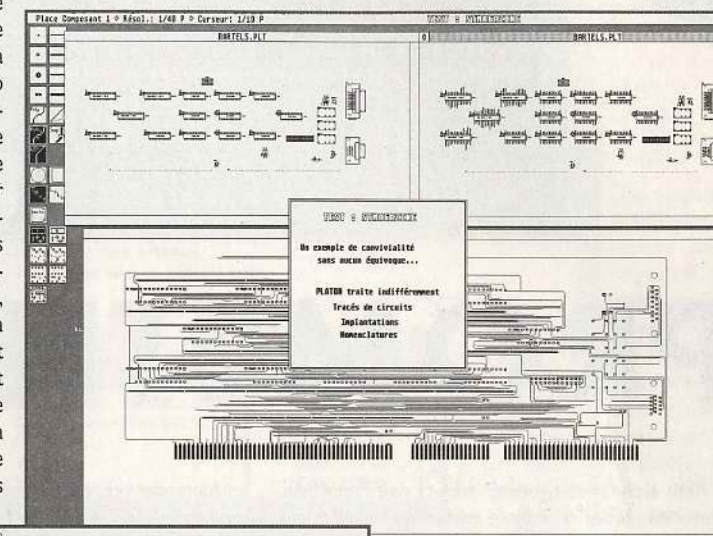 Place Composant 1 ◊ Résol.: 1/40 P ◊ Curseur: 1/10 P
BARTELS.PLT
BARTELS.PLT
TEST :
Un exemple de convivialité
sans aucun équivoque...
PLATON traite indifféremment
Tracés de circuits
Implantations
Nomenclatures